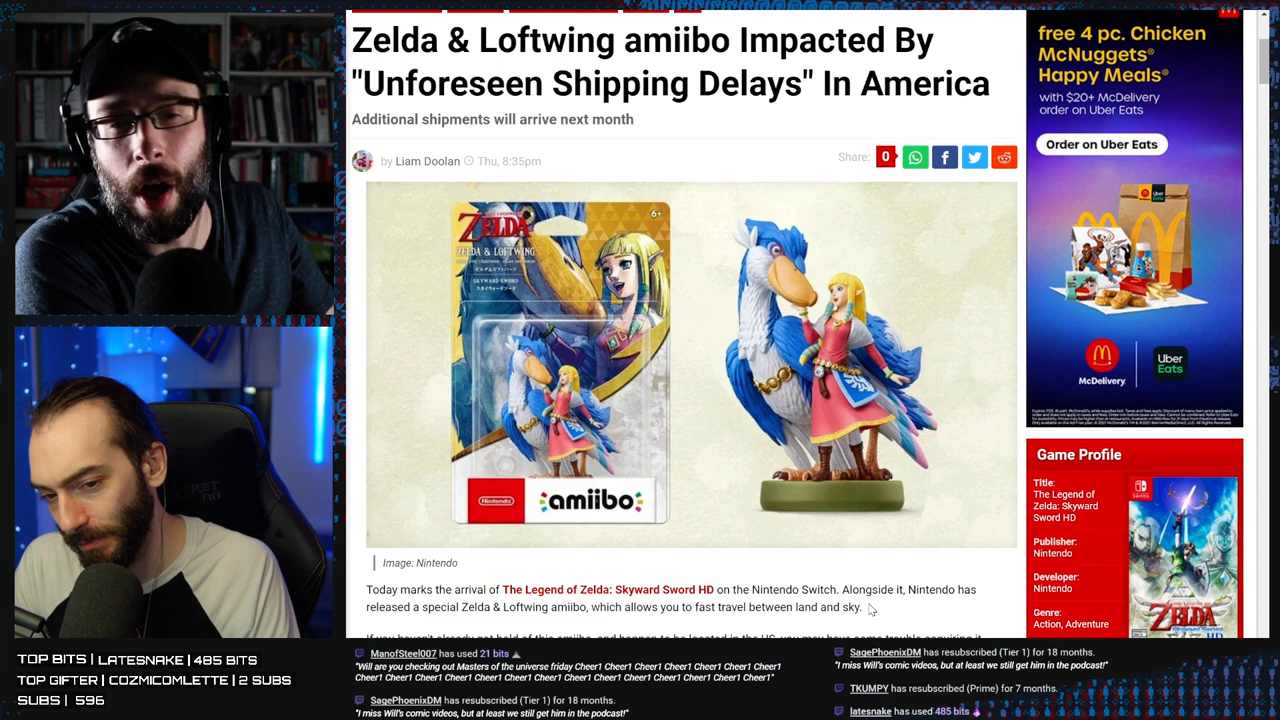 Zelda & Loftwing amiibo Impacted By
"Unforeseen Shipping Delays" In America
Additional shipments will arrive next month
by Liam Doolan Thu, 8:35pm
Share: 0
THE LEGEND OF
ZELDA
ZELDA & LOFTWING
SKYWARD SWORD
6+
Nintendo
amiibo
Image: Nintendo
Today marks the arrival of The Legend of Zelda: Skyward Sword HD on the Nintendo Switch. Alongside it, Nintendo has
released a special Zelda & Loftwing amiibo, which allows you to fast travel between land and sky.
free 4 pc. Chicken
McNuggets®
Happy Meals®
with $20+ McDelivery
order on Uber Eats
Order on Uber Eats
McDelivery
Uber
Eats
Game Profile
Title:
The Legend of
Zelda: Skyward
Sword HD
Publisher:
Nintendo
Developer:
Nintendo
Genre:
Action, Adventure
ZELDA
TOP BITS | LATESNAKE | 485 BITS
TOP GIFTER | COZMICOMLETTE | 2 SUBS
SUBS | 596
ManofSteel007 has used 21 bits
"Will are you checking out Masters of the universe friday Cheer1 Cheer1 Cheer1 Cheer1 Cheer1 Cheer1 Cheer1
Cheer1 Cheer1 Cheer1 Cheer1 Cheer1 Cheer1 Cheer1 Cheer1 Cheer1 Cheer1 Cheer1 Cheer1 Cheer1 Cheer1"
SagePhoenixDM has resubscribed (Tier 1) for 18 months.
"I miss Will's comic videos, but at least we still get him in the podcast!"
SagePhoenixDM has resubscribed (Tier 1) for 18 months.
"I miss Will's comic videos, but at least we still get him in the podcast!"
TKUMPY has resubscribed (Prime) for 7 months.
latesnake has used 485 bits